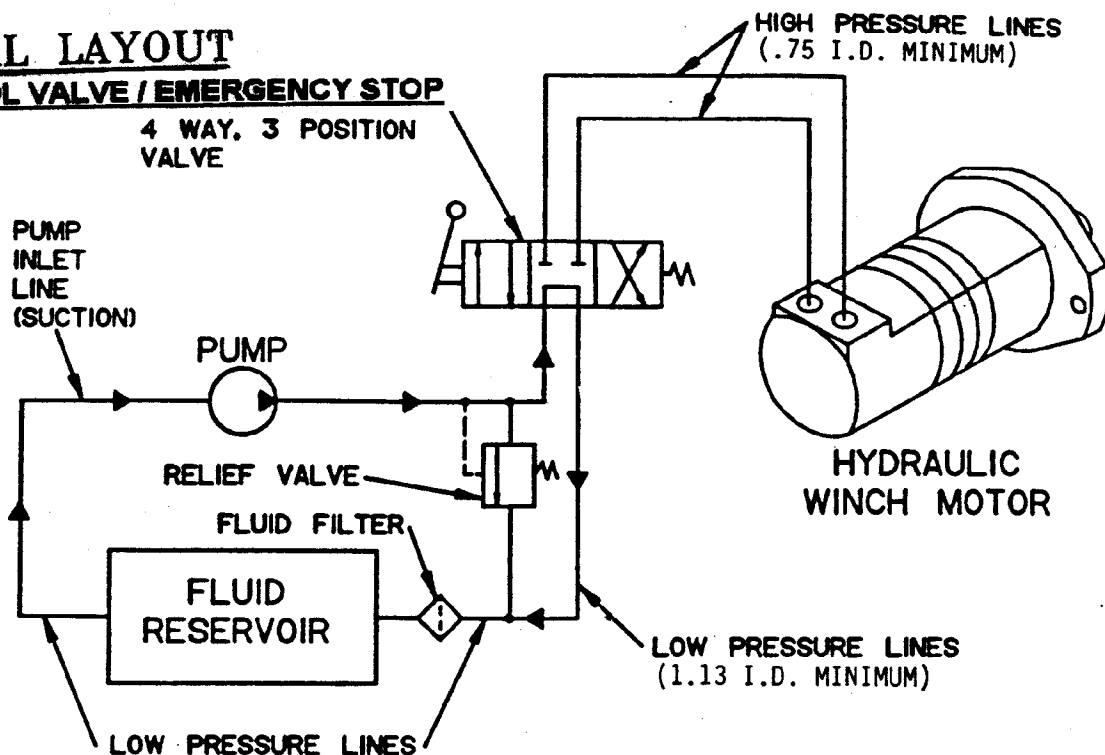 LAYOUT
VALVE / EMERGENCY STOP
4 WAY, 3 POSITION
VALVE
HIGH PRESSURE LINES
(.75 I.D. MINIMUM)
PUMP
INLET
LINE
(SUCTION)
PUMP
RELIEF VALVE
FLUID FILTER
FLUID
RESERVOIR
HYDRAULIC
WINCH MOTOR
LOW PRESSURE LINES
(1.13 I.D. MINIMUM)
LOW PRESSURE LINES